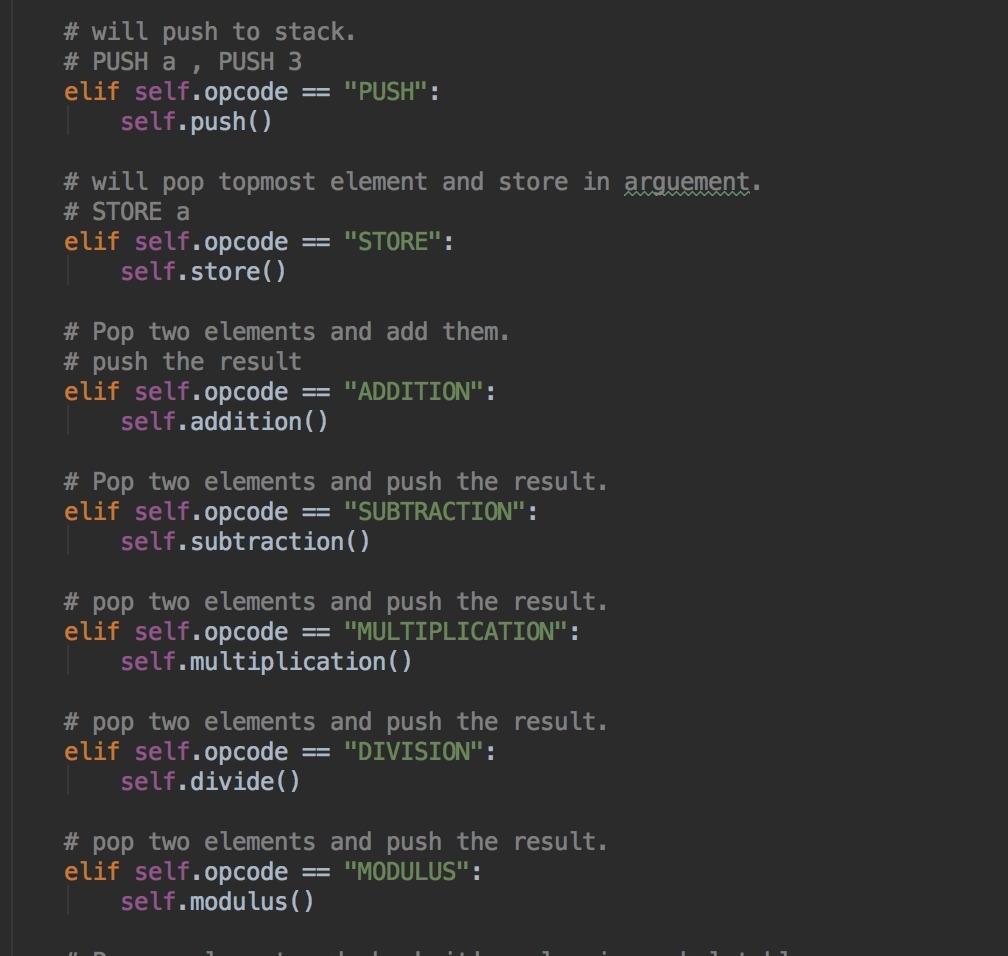 # will push to stack.
# PUSH a , PUSH 3
elif self.opcode == "PUSH":
    self.push()
# will pop topmost element and store in arguement.
# STORE a
elif self.opcode == "STORE":
    self.store()
# Pop two elements and add them.
# push the result
elif self.opcode == "ADDITION":
    self.addition()
# Pop two elements and push the result.
elif self.opcode == "SUBTRACTION":
    self.subtraction()
# pop two elements and push the result.
elif self.opcode == "MULTIPLICATION":
    self.multiplication()
# pop two elements and push the result.
elif self.opcode == "DIVISION":
    self.divide()
# pop two elements and push the result.
elif self.opcode == "MODULUS":
    self.modulus()